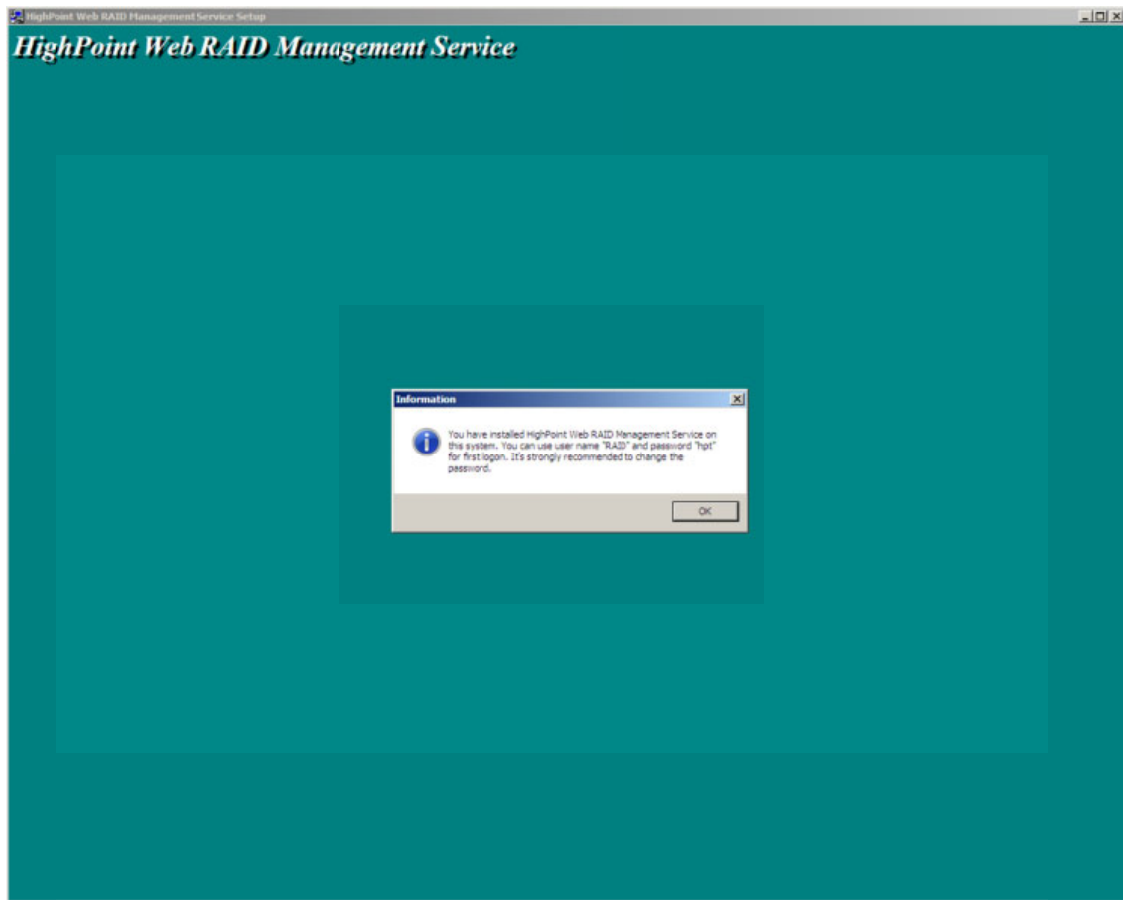 HighPoint Web RAID Management Service Setup
HighPoint Web RAID Management Service
Information
You have installed HighPoint Web RAID Management Service on
this system. You can use user name "RAID" and password "hpt"
for first logon. It's strongly recommended to change the
password.
OK